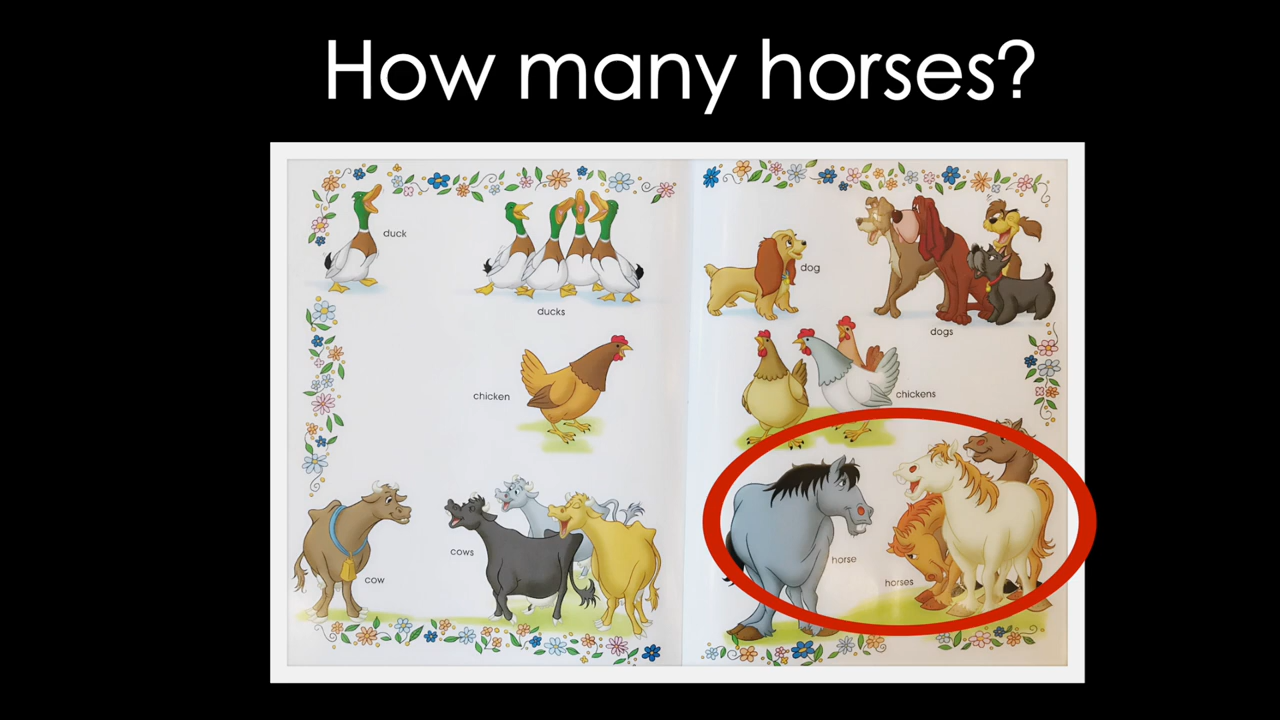 How many horses?
duck
ducks
dog
dogs
chicken
chickens
cow
cows
horse
horses